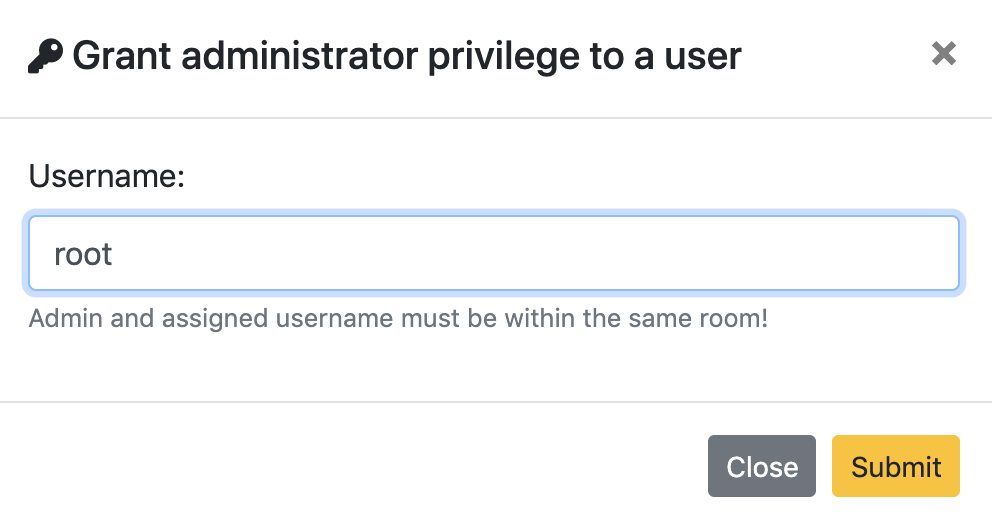 Grant administrator privilege to a user
Username:
root
Admin and assigned username must be within the same room!
Close
Submit